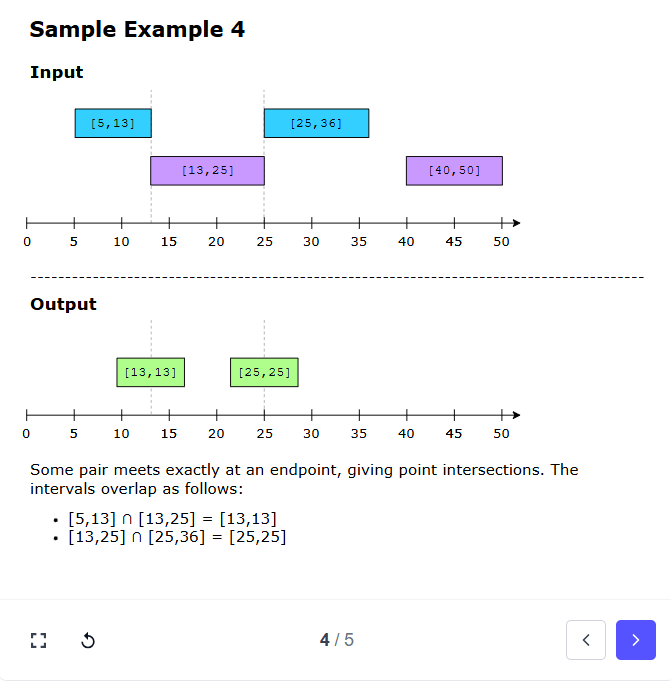 Sample Example 4
Input
[5,13] [25,36]
[13,25] [40,50]
0 5 10 15 20 25 30 35 40 45 50
Output
[13,13] [25,25]
0 5 10 15 20 25 30 35 40 45 50
Some pair meets exactly at an endpoint, giving point intersections. The
intervals overlap as follows:
• [5,13] ∩ [13,25] = [13,13]
• [13,25] ∩ [25,36] = [25,25]
4 / 5